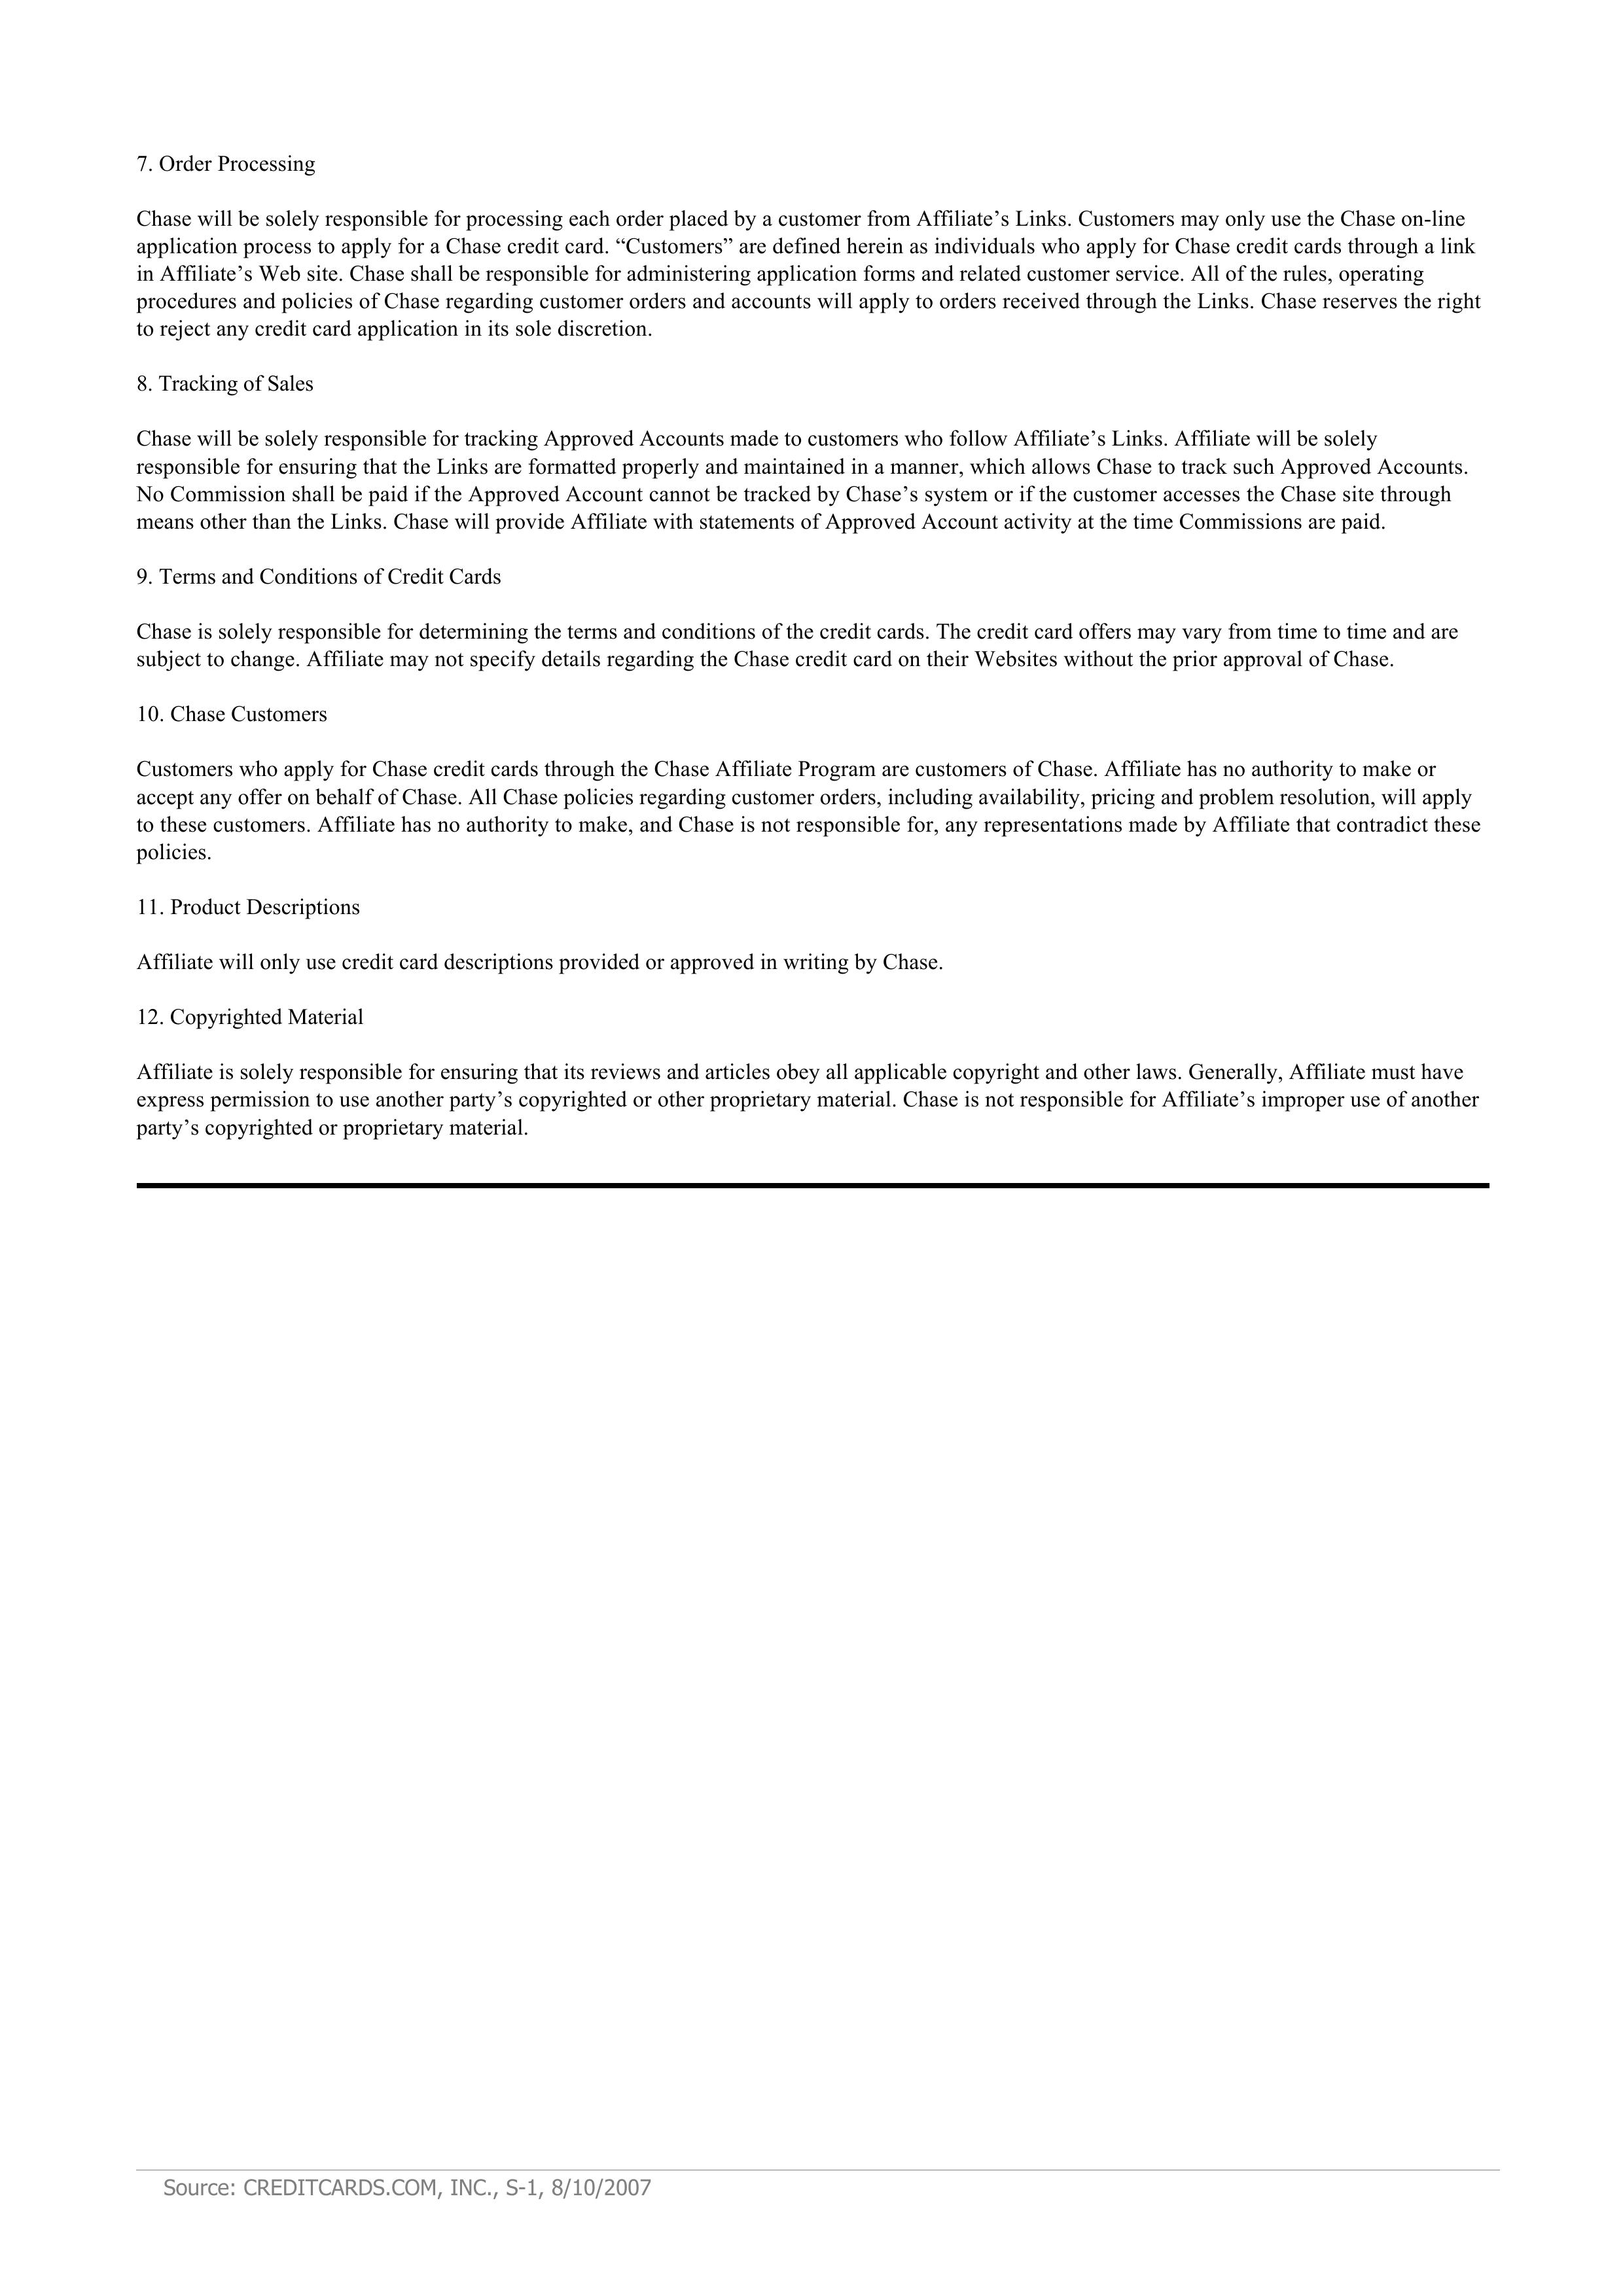 7. Order Processing
Chase will be solely responsible for processing each order placed by a customer from Affiliate’s Links. Customers may only use the Chase on-line
application process to apply for a Chase credit card. “Customers” are defined herein as individuals who apply for Chase credit cards through a link
in Affiliate’s Web site. Chase shall be responsible for administering application forms and related customer service. All of the rules, operating
procedures and policies of Chase regarding customer orders and accounts will apply to orders received through the Links. Chase reserves the right
to reject any credit card application in its sole discretion.
8. Tracking of Sales
Chase will be solely responsible for tracking Approved Accounts made to customers who follow Affiliate’s Links. Affiliate will be solely
responsible for ensuring that the Links are formatted properly and maintained in a manner, which allows Chase to track such Approved Accounts.
No Commission shall be paid if the Approved Account cannot be tracked by Chase’s system or if the customer accesses the Chase site through
means other than the Links. Chase will provide Affiliate with statements of Approved Account activity at the time Commissions are paid.
9. Terms and Conditions of Credit Cards
Chase is solely responsible for determining the terms and conditions of the credit cards. The credit card offers may vary from time to time and are
subject to change. Affiliate may not specify details regarding the Chase credit card on their Websites without the prior approval of Chase.
10. Chase Customers
Customers who apply for Chase credit cards through the Chase Affiliate Program are customers of Chase. Affiliate has no authority to make or
accept any offer on behalf of Chase. All Chase policies regarding customer orders, including availability, pricing and problem resolution, will apply
to these customers. Affiliate has no authority to make, and Chase is not responsible for, any representations made by Affiliate that contradict these
policies.
11. Product Descriptions
Affiliate will only use credit card descriptions provided or approved in writing by Chase.
12. Copyrighted Material
Affiliate is solely responsible for ensuring that its reviews and articles obey all applicable copyright and other laws. Generally, Affiliate must have
express permission to use another party’s copyrighted or other proprietary material. Chase is not responsible for Affiliate’s improper use of another
party’s copyrighted or proprietary material.
Source: CREDITCARDS.COM, INC., S-1, 8/10/2007